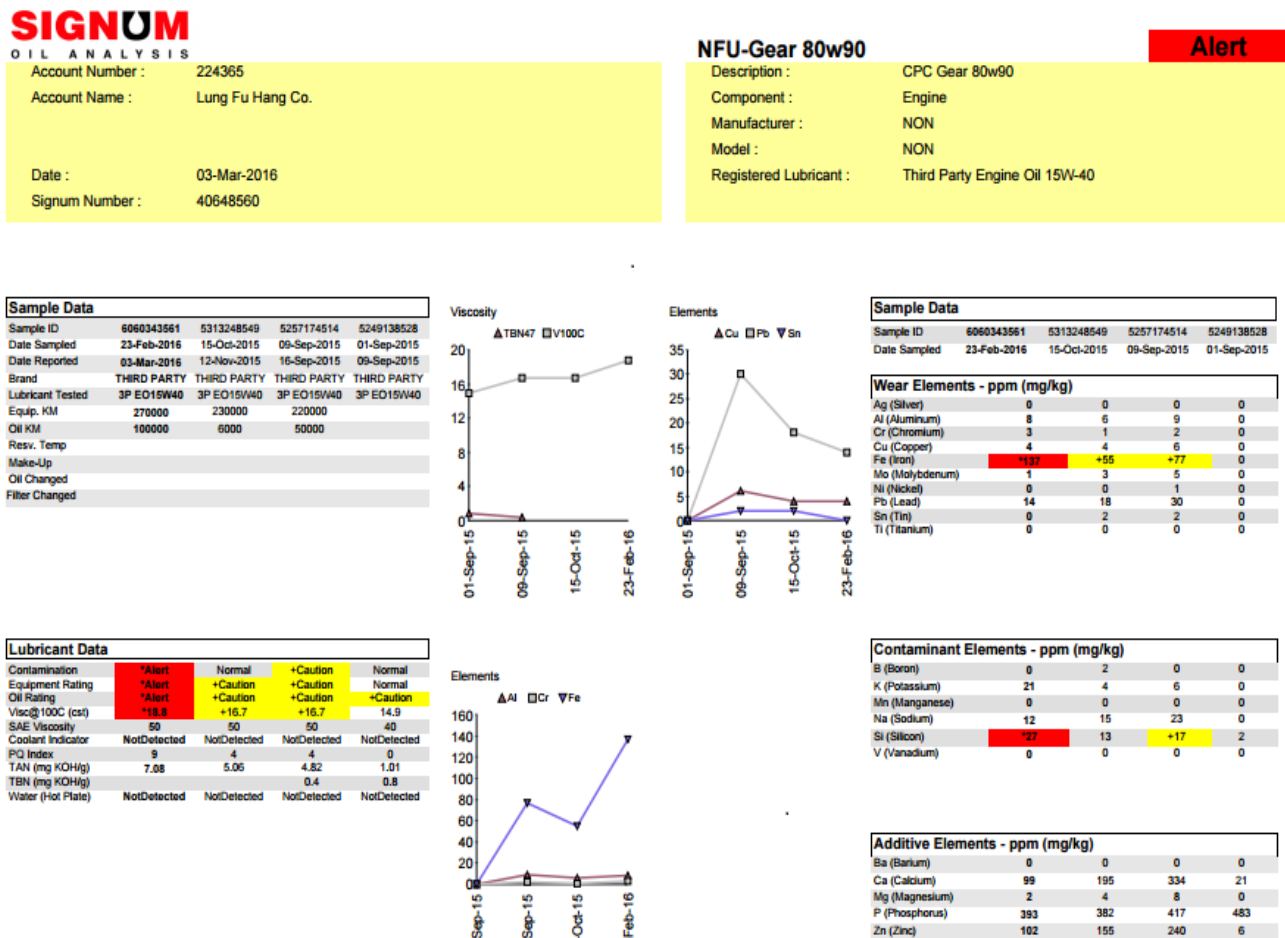 SIGNUM
OIL ANALYSIS
Account Number : 224365
Account Name : Lung Fu Hang Co.
Date : 03-Mar-2016
Signum Number : 40648560
NFU-Gear 80w90
Alert
Description : CPC Gear 80w90
Component : Engine
Manufacturer : NON
Model : NON
Registered Lubricant : Third Party Engine Oil 15W-40
Sample Data
Sample ID 6060343561 5313248549 5257174514 5249138528
Date Sampled 23-Feb-2016 15-Oct-2015 09-Sep-2015 01-Sep-2015
Date Reported 03-Mar-2016 12-Nov-2015 16-Sep-2015 09-Sep-2015
Brand THIRD PARTY THIRD PARTY THIRD PARTY THIRD PARTY
Lubricant Tested 3P EO15W40 3P EO15W40 3P EO15W40 3P EO15W40
Equip. KM 270000 230000 220000
Oil KM 100000 6000 50000
Resv. Temp
Make-Up
Oil Changed
Filter Changed
Viscosity
TBN47 V100C
20
16
12
8
4
0
01-Sep-15 09-Sep-15 15-Oct-15 23-Feb-16
Elements
Cu Pb Sn
35
30
25
20
15
10
5
0
01-Sep-15 09-Sep-15 15-Oct-15 23-Feb-16
Sample Data
Sample ID 6060343561 5313248549 5257174514 5249138528
Date Sampled 23-Feb-2016 15-Oct-2015 09-Sep-2015 01-Sep-2015
Wear Elements - ppm (mg/kg)
Ag (Silver) 0 0 0 0
Al (Aluminum) 8 6 9 0
Cr (Chromium) 3 1 2 0
Cu (Copper) 4 4 6 0
Fe (Iron) *137 +55 +77 0
Mo (Molybdenum) 1 3 5 0
Ni (Nickel) 0 0 1 0
Pb (Lead) 14 18 30 0
Sn (Tin) 0 2 2 0
Ti (Titanium) 0 0 0 0
Lubricant Data
Contamination *Alert Normal +Caution Normal
Equipment Rating *Alert +Caution +Caution Normal
Oil Rating *Alert +Caution +Caution +Caution
Visc@100C (cst) *18.8 +16.7 +16.7 14.9
SAE Viscosity 50 50 50 40
Coolant Indicator NotDetected NotDetected NotDetected NotDetected
PQ Index 9 4 4 0
TAN (mg KOH/g) 7.08 5.06 4.82 1.01
TBN (mg KOH/g) 0.4 0.8
Water (Hot Plate) NotDetected NotDetected NotDetected NotDetected
Elements
Al Cr Fe
160
140
120
100
80
60
40
20
0
Sep-15 Sep-15 Oct-15 Feb-16
Contaminant Elements - ppm (mg/kg)
B (Boron) 0 2 0 0
K (Potassium) 21 4 6 0
Mn (Manganese) 0 0 0 0
Na (Sodium) 12 15 23 0
Si (Silicon) *27 13 +17 2
V (Vanadium) 0 0 0 0
Additive Elements - ppm (mg/kg)
Ba (Barium) 0 0 0 0
Ca (Calcium) 99 195 334 21
Mg (Magnesium) 2 4 8 0
P (Phosphorus) 393 382 417 483
Zn (Zinc) 102 155 240 6